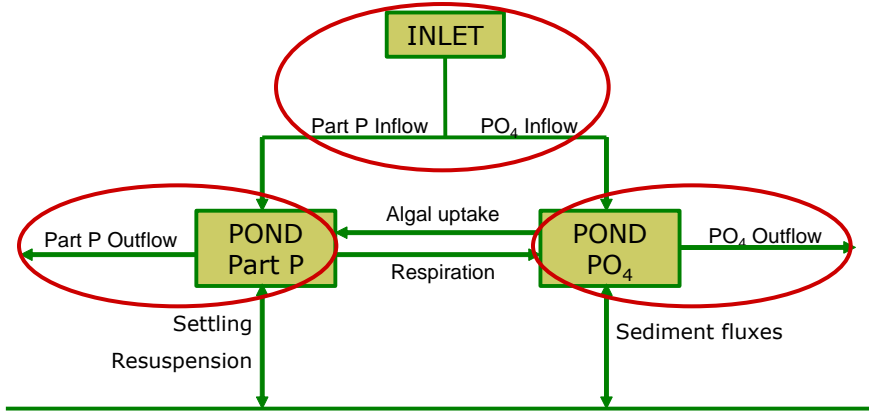 INLET
Part P Inflow
PO₄ Inflow
Algal uptake
POND
Part P
POND
PO₄
Part P Outflow
PO₄ Outflow
Respiration
Settling
Resuspension
Sediment fluxes